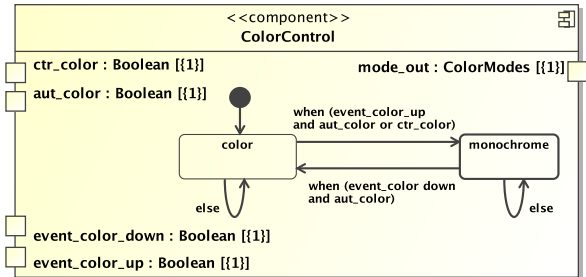 <<component>>
ColorControl
ctr_color : Boolean [{1}]
mode_out : ColorModes [{1}]
aut_color : Boolean [{1}]
when (event_color_up
and aut_color or ctr_color)
color
monochrome
when (event_color down
and aut_color)
else
else
event_color_down : Boolean [{1}]
event_color_up : Boolean [{1}]